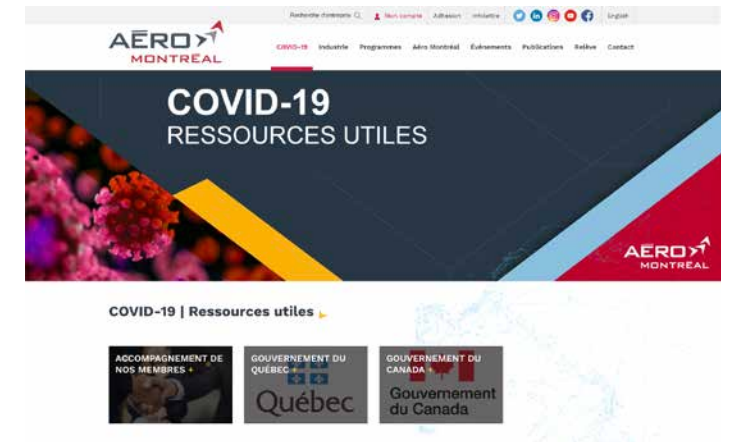 Recherche d'entreprise
Mon compte
Adhésion
Infolettre
English
AÉRO
MONTRÉAL
COVID-19
Industrie
Programmes
Aéro Montréal
Événements
Publications
Relève
Contact
COVID-19
RESSOURCES UTILES
AÉRO
MONTRÉAL
COVID-19 | Ressources utiles
ACCOMPAGNEMENT DE
NOS MEMBRES +
GOUVERNEMENT DU
QUÉBEC +
Québec
GOUVERNEMENT DU
CANADA +
Gouvernement
du Canada